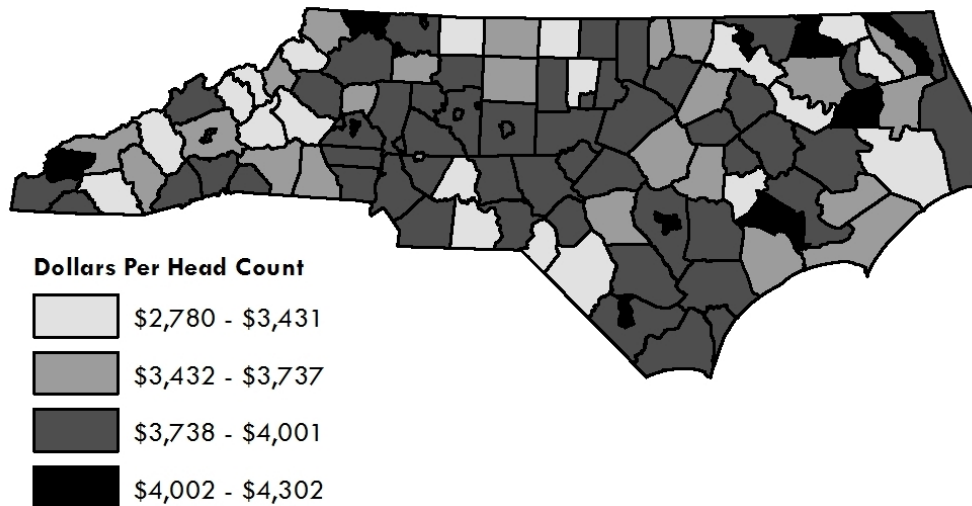 Dollars Per Head Count
$2,780 - $3,431
$3,432 - $3,737
$3,738 - $4,001
$4,002 - $4,302